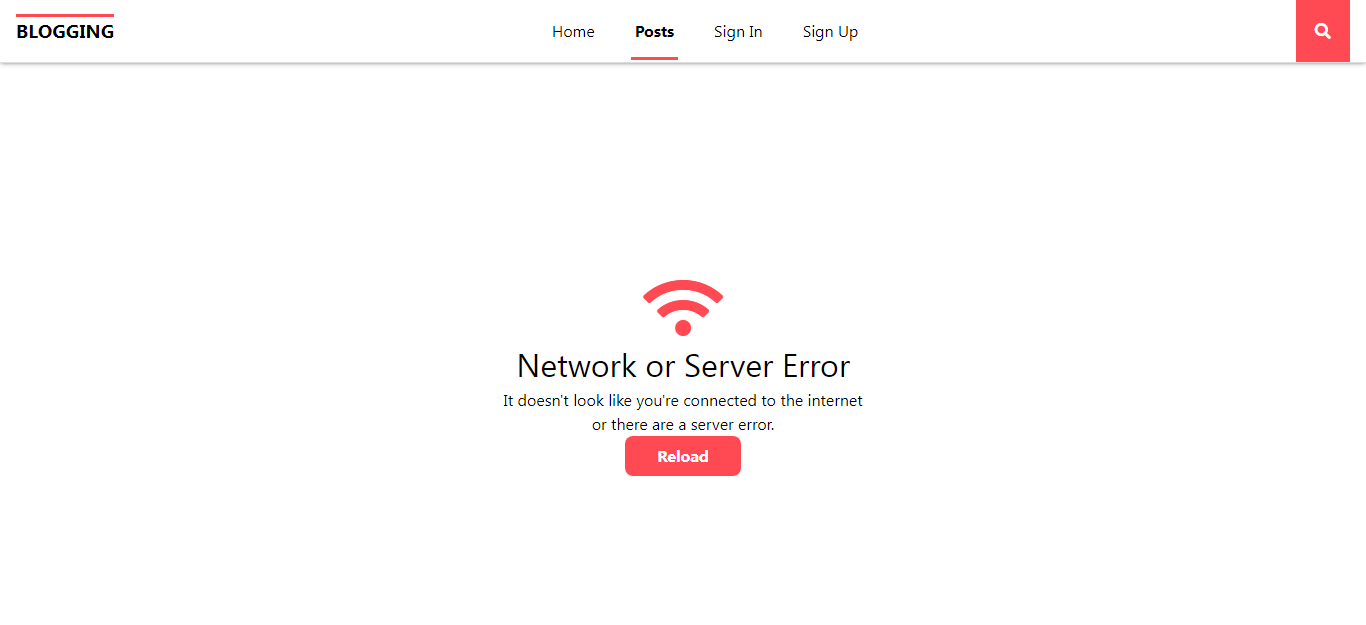 BLOGGING
Home Posts Sign In Sign Up
Network or Server Error
It doesn't look like you're connected to the internet
or there are a server error.
Reload